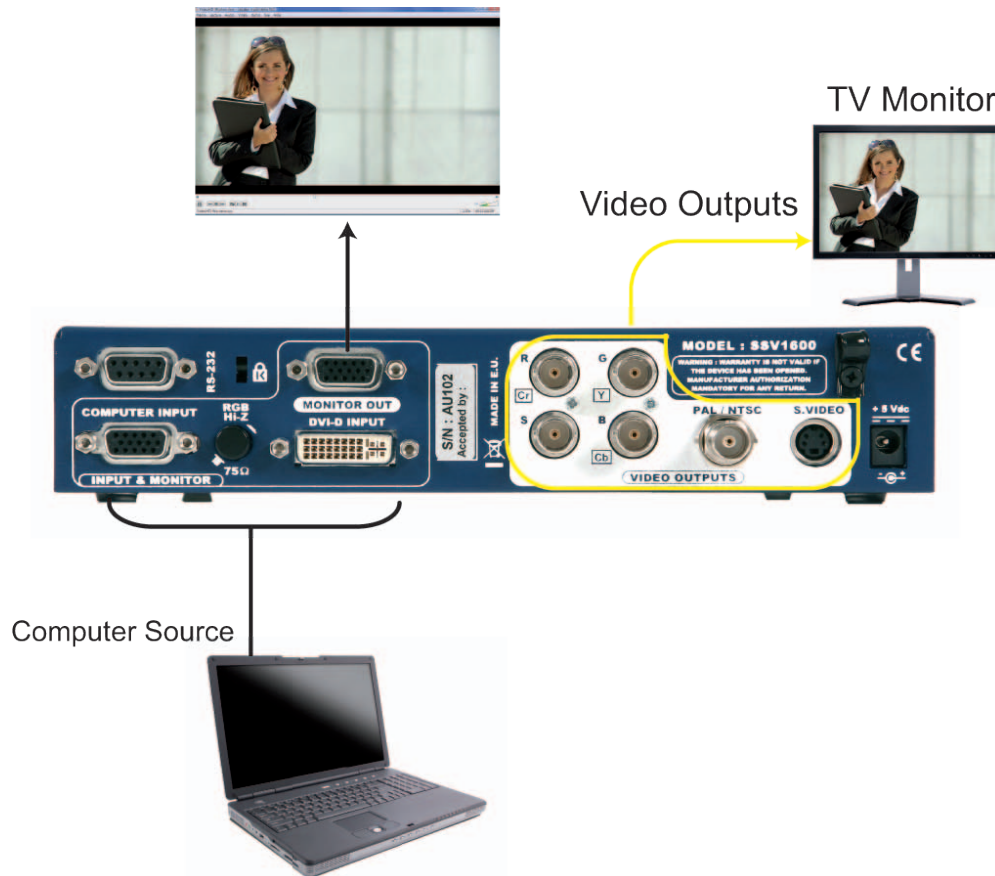 TV Monitor
Video Outputs
RS-232
K
MONITOR OUT
COMPUTER INPUT
RGB
Hi-Z
75Ω
DVI-D INPUT
INPUT & MONITOR
S/N : AU102
Accepted by :
MADE IN E.U.
R
G
Cr
Y
S
B
Cb
PAL / NTSC
S.VIDEO
VIDEO OUTPUTS
MODEL : SSV1600
WARNING : WARRANTY IS NOT VALID IF
THE DEVICE HAS BEEN OPENED.
MANUFACTURER AUTHORIZATION
MANDATORY FOR ANY RETURN.
CE
+ 5 Vdc
- +
Computer Source